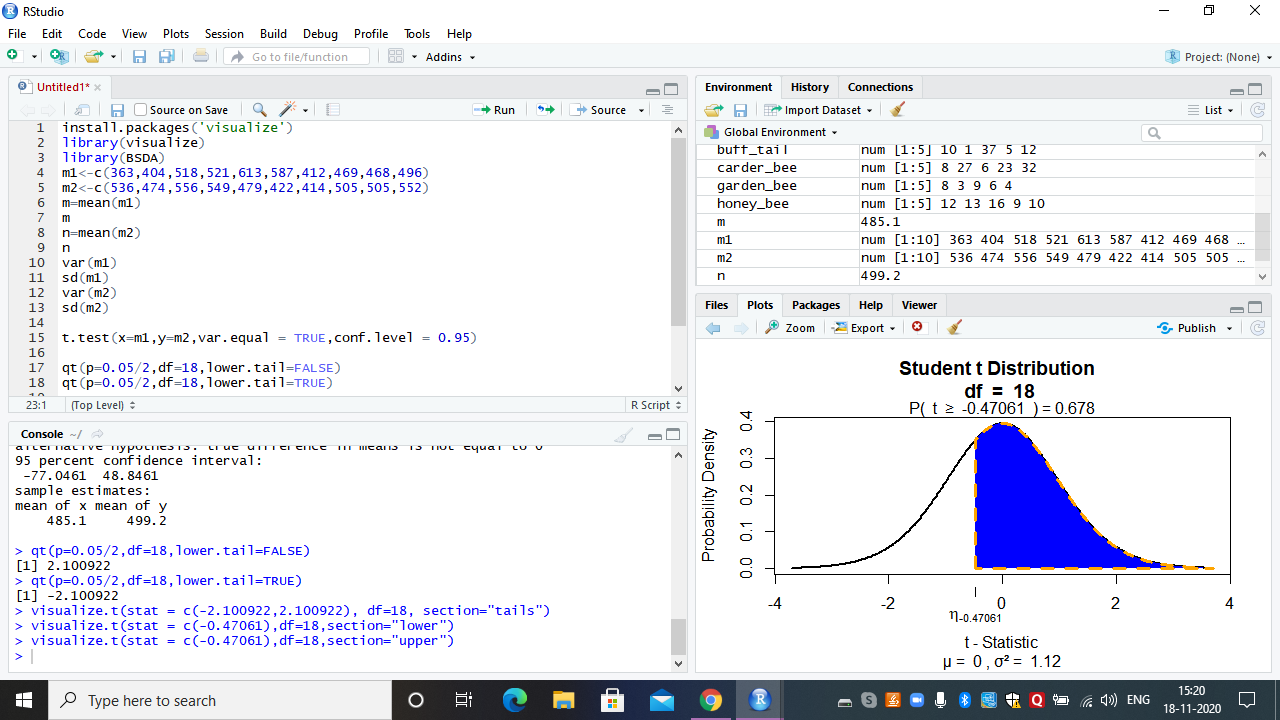 RStudio
File Edit Code View Plots Session Build Debug Profile Tools Help
Go to file/function Addins Project: (None)
Untitled1*
Source on Save Run Source
1 install.packages('visualize')
2 library(visualize)
3 library(BSDA)
4 m1<-c(363,404,518,521,613,587,412,469,468,496)
5 m2<-c(536,474,556,549,479,422,414,505,505,552)
6 m=mean(m1)
7 m
8 n=mean(m2)
9 n
10 var(m1)
11 sd(m1)
12 var(m2)
13 sd(m2)
14
15 t.test(x=m1,y=m2,var.equal = TRUE,conf.level = 0.95)
16
17 qt(p=0.05/2,df=18,lower.tail=FALSE)
18 qt(p=0.05/2,df=18,lower.tail=TRUE)
23:1 (Top Level) R Script
Console ~/
alternative hypothesis: true difference in means is not equal to 0
95 percent confidence interval:
-77.0461 48.8461
sample estimates:
mean of x mean of y
485.1 499.2
> qt(p=0.05/2,df=18,lower.tail=FALSE)
[1] 2.100922
> qt(p=0.05/2,df=18,lower.tail=TRUE)
[1] -2.100922
> visualize.t(stat = c(-2.100922,2.100922), df=18, section="tails")
> visualize.t(stat = c(-0.47061),df=18,section="lower")
> visualize.t(stat = c(-0.47061),df=18,section="upper")
>
Environment History Connections
Import Dataset List
Global Environment
buff_tail num [1:5] 10 1 37 5 12
carder_bee num [1:5] 8 27 6 23 32
garden_bee num [1:5] 8 3 9 6 4
honey_bee num [1:5] 12 13 16 9 10
m 485.1
m1 num [1:10] 363 404 518 521 613 587 412 469 468 …
m2 num [1:10] 536 474 556 549 479 422 414 505 505 …
n 499.2
Files Plots Packages Help Viewer
Zoom Export Publish
Student t Distribution
df = 18
P( t ≥ -0.47061 ) = 0.678
Probability Density
0.0 0.1 0.2 0.3 0.4
-4 -2 0 2 4
η-0.47061
t - Statistic
μ = 0 , σ² = 1.12
Type here to search
ENG
15:20
18-11-2020